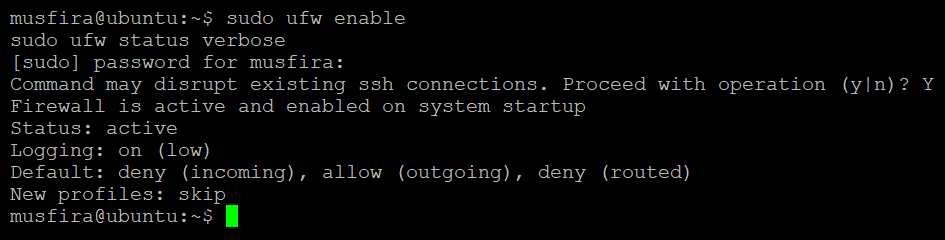 musfira@ubuntu:~$ sudo ufw enable
sudo ufw status verbose
[sudo] password for musfira:
Command may disrupt existing ssh connections. Proceed with operation (y|n)? Y
Firewall is active and enabled on system startup
Status: active
Logging: on (low)
Default: deny (incoming), allow (outgoing), deny (routed)
New profiles: skip
musfira@ubuntu:~$